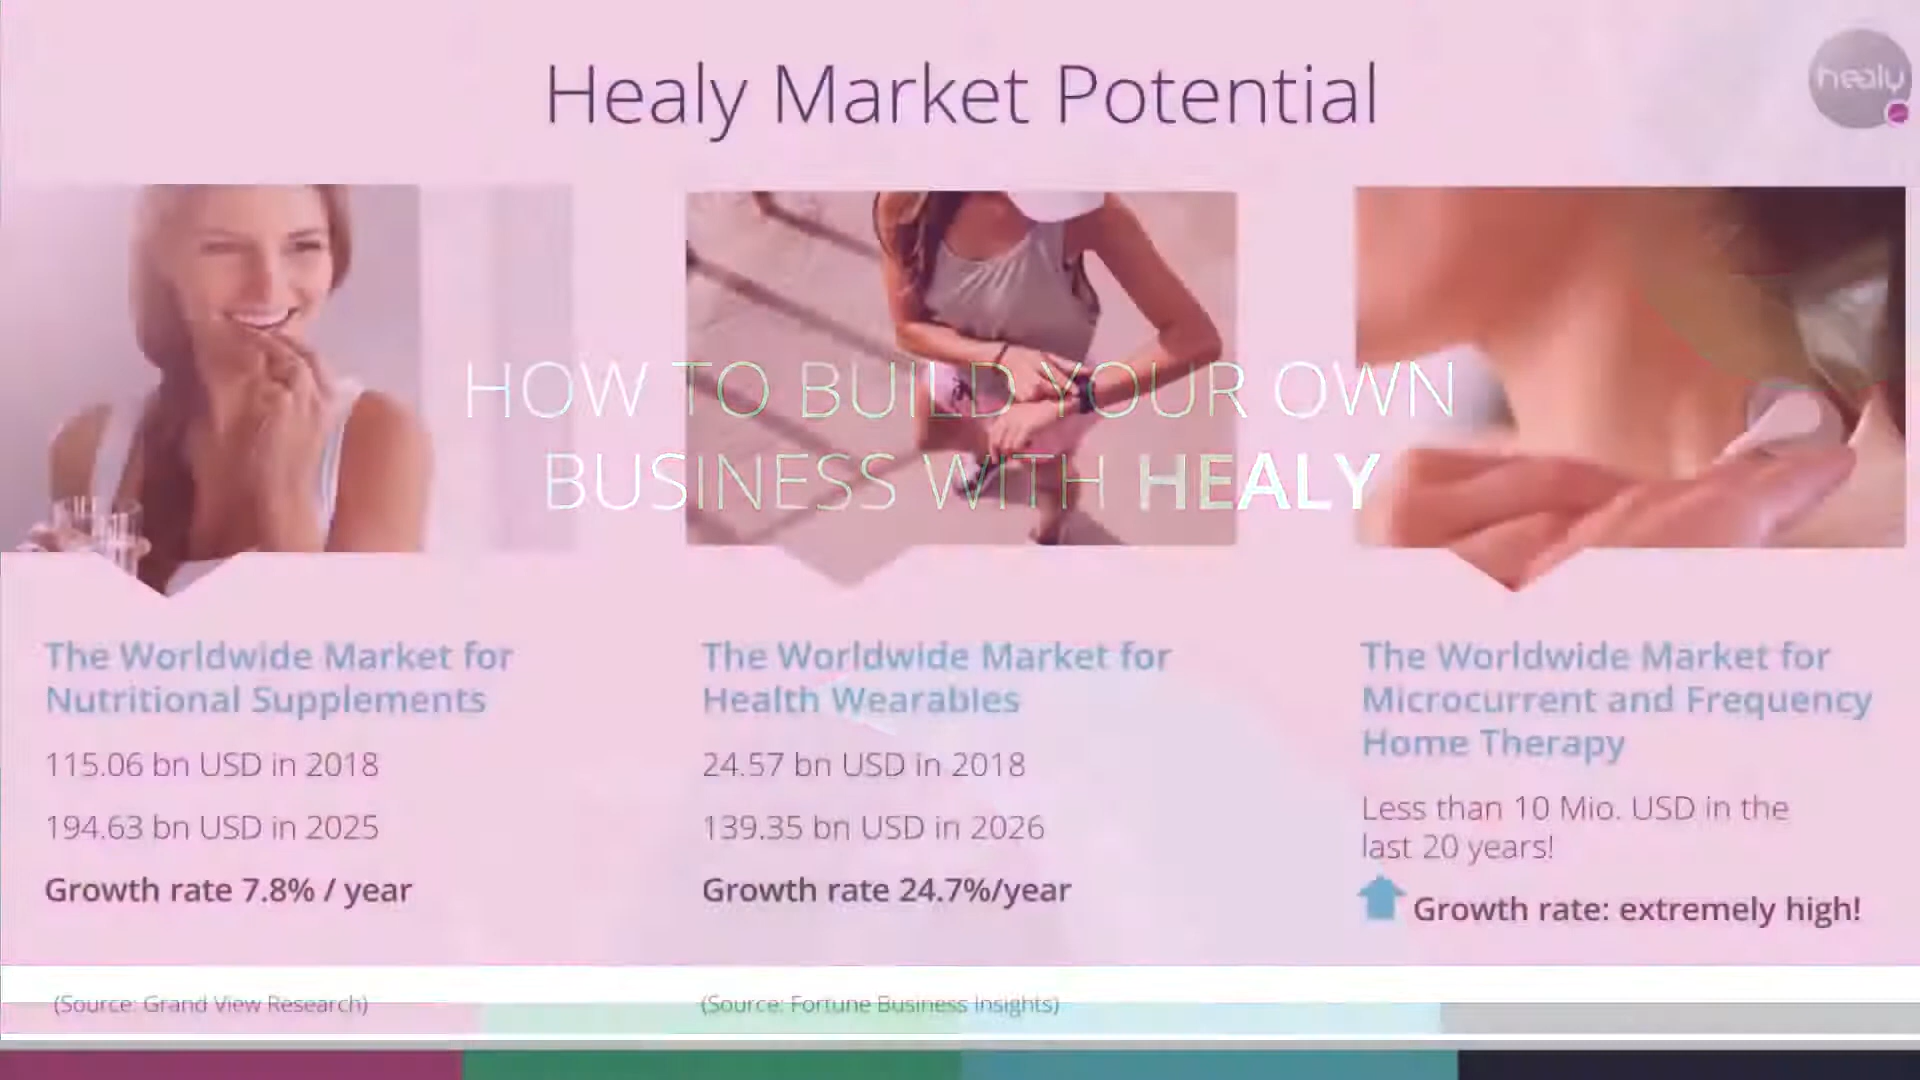 Healy Market Potential
healy
HOW TO BUILD YOUR OWN
BUSINESS WITH HEALY
The Worldwide Market for
Nutritional Supplements
115.06 bn USD in 2018
194.63 bn USD in 2025
Growth rate 7.8% / year
(Source: Grand View Research)
The Worldwide Market for
Health Wearables
24.57 bn USD in 2018
139.35 bn USD in 2026
Growth rate 24.7%/year
(Source: Fortune Business Insights)
The Worldwide Market for
Microcurrent and Frequency
Home Therapy
Less than 10 Mio. USD in the
last 20 years!
Growth rate: extremely high!